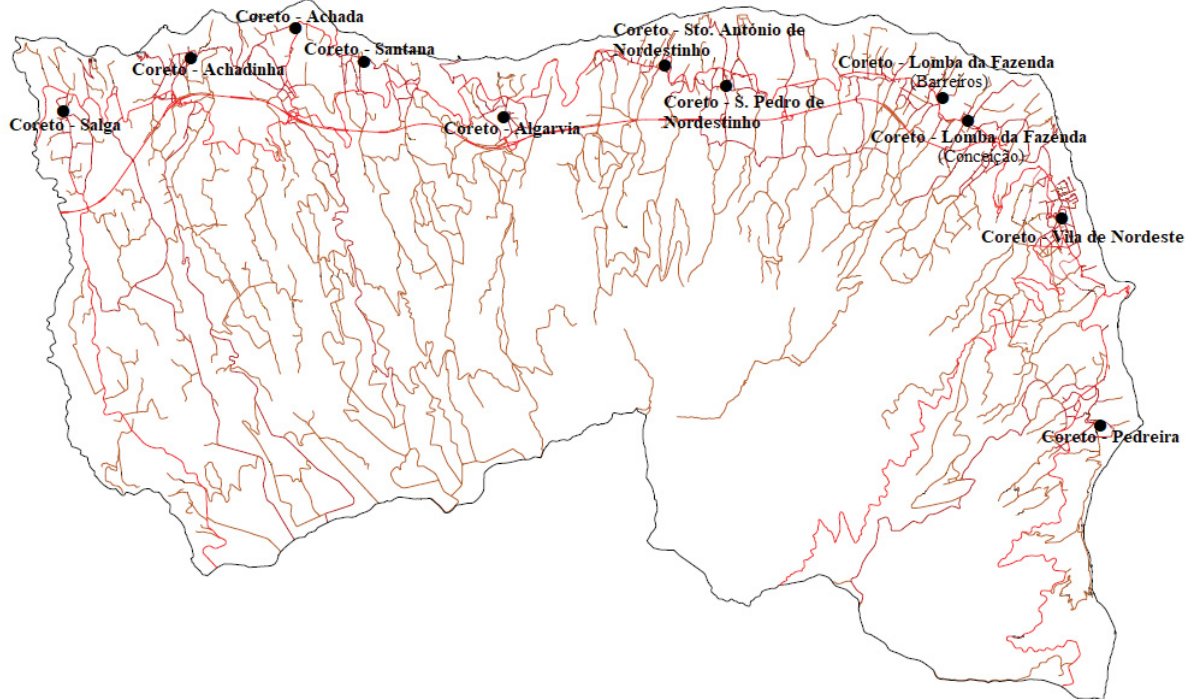 Coreto - Achada
Coreto - Santana
Coreto - Achadinha
Coreto - Salga
Coreto - Algarvia
Coreto - Sto. António de
Nordestinho
Coreto - S. Pedro de
Nordestinho
Coreto - Lomba da Fazenda
(Barreiros)
Coreto - Lomba da Fazenda
(Conceição)
Coreto - Vila de Nordeste
Coreto - Pedreira